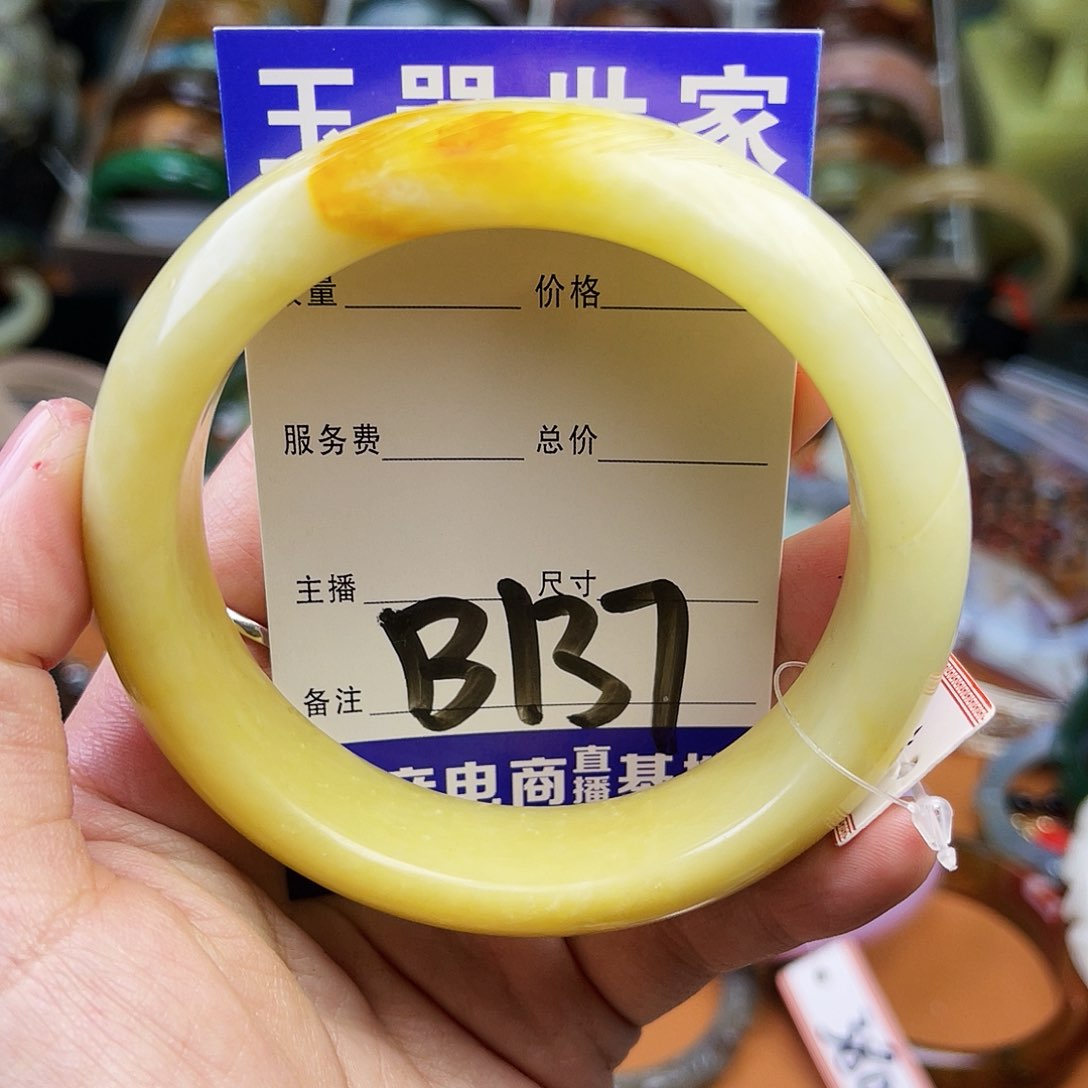 玉器世家
量 价格
服务费 总价
主播 尺寸
B137
备注
电商直播基